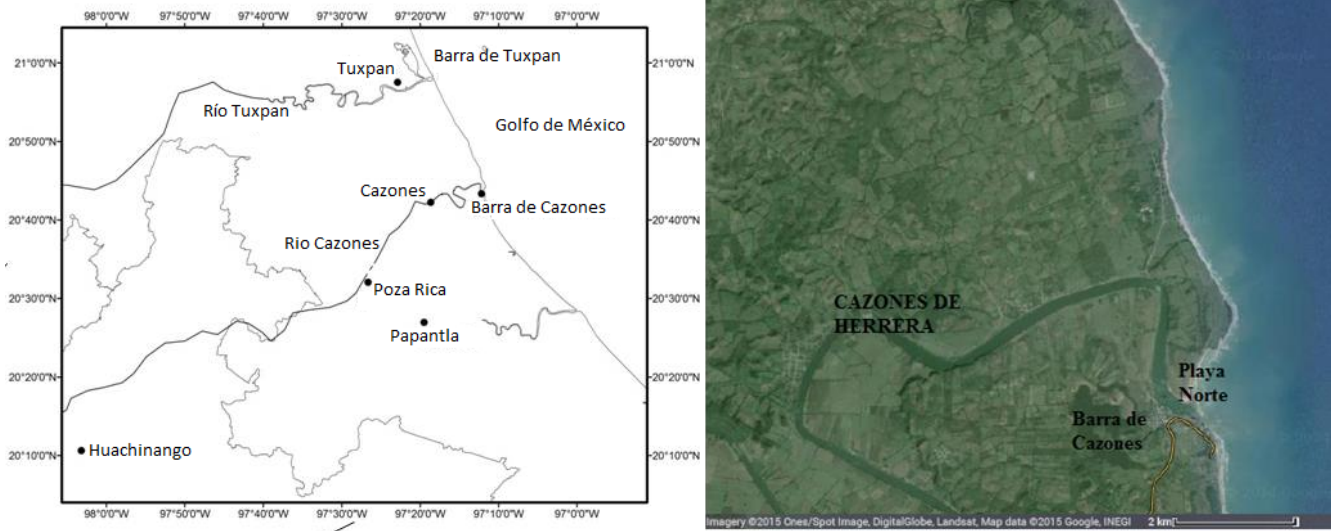 98°0'0"W 97°50'0"W 97°40'0"W 97°30'0"W 97°20'0"W 97°10'0"W 97°0'0"W
21°0'0"N
20°50'0"N
20°40'0"N
20°30'0"N
20°20'0"N
20°10'0"N
Barra de Tuxpan
Tuxpan
Río Tuxpan
Golfo de México
Cazones
Barra de Cazones
Rio Cazones
Poza Rica
Papantla
Huachinango
21°0'0"N
20°50'0"N
20°40'0"N
20°30'0"N
20°20'0"N
20°10'0"N
98°0'0"W 97°50'0"W 97°40'0"W 97°30'0"W 97°20'0"W 97°10'0"W 97°0'0"W
CAZONES DE
HERRERA
Playa
Norte
Barra de
Cazones
Imagery ©2015 Cnes/Spot Image, DigitalGlobe, Landsat, Map data ©2015 Google, INEGI 2 km